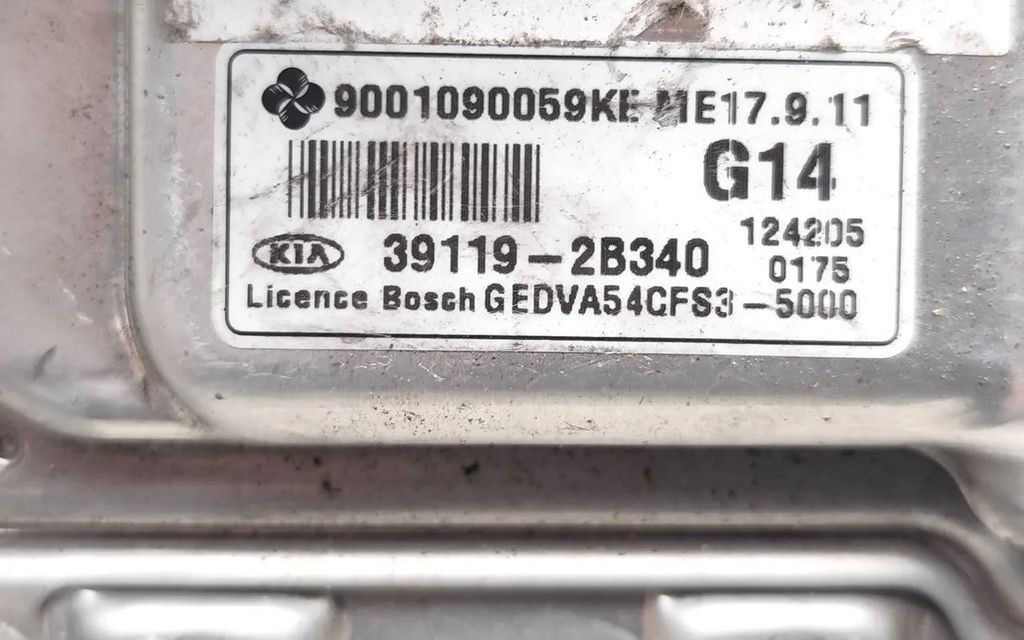 9001090059KE ME17.9.11
G14
KIA 39119-2B340
124205
0175
Licence Bosch GEDVA54CFS3-5000